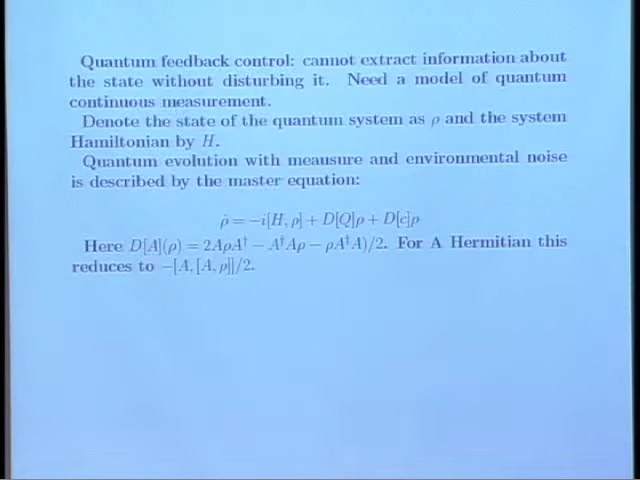 Quantum feedback control: cannot extract information about
the state without disturbing it. Need a model of quantum
continuous measurement.
Denote the state of the quantum system as ρ and the system
Hamiltonian by H.
Quantum evolution with meausure and environmental noise
is described by the master equation:
ρ̇ = −i[H, ρ] + D[Q]ρ + D[c]ρ
Here D[A](ρ) = 2AρA† − A†Aρ − ρA†A)/2. For A Hermitian this
reduces to −[A, [A, ρ]]/2.